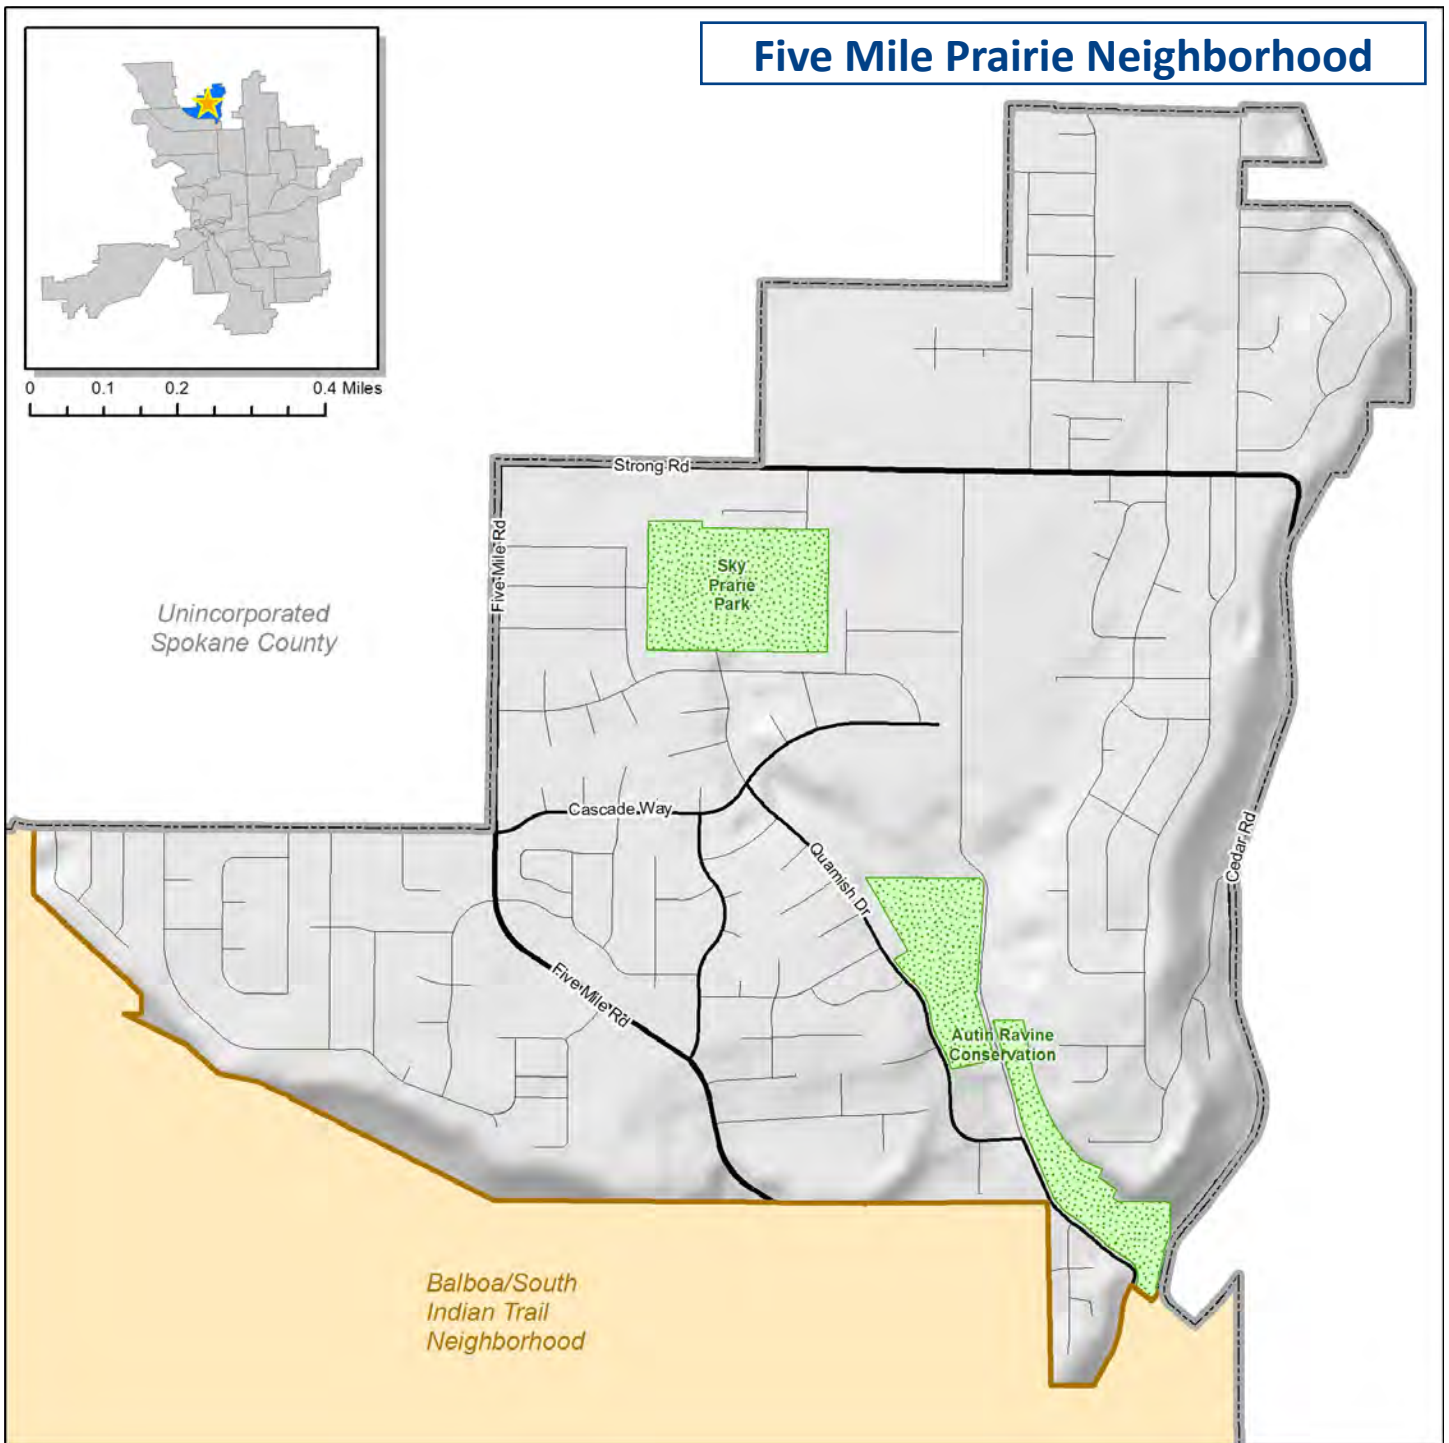 Five Mile Prairie Neighborhood
0 0.1 0.2 0.4 Miles
Strong Rd
Five Mile Rd
Sky
Prarie
Park
Unincorporated
Spokane County
Cascade Way
Quamish Dr
Cedar Rd
Five Mile Rd
Autin Ravine
Conservation
Balboa/South
Indian Trail
Neighborhood